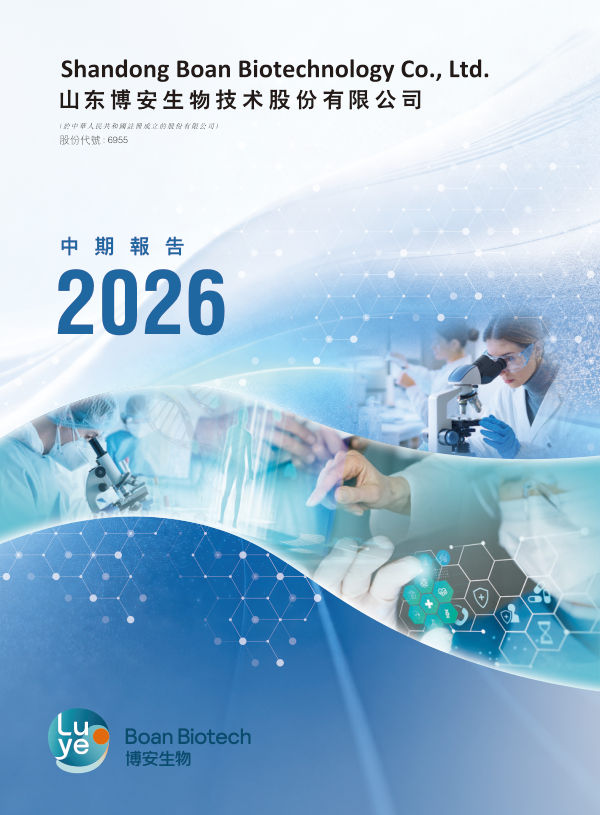 Shandong Boan Biotechnology Co., Ltd.
山东博安生物技术股份有限公司
(於中華人民共和國註冊成立的股份有限公司)
股份代號 : 6955
中期報告
2026
Lu
ye
Boan Biotech
博安生物